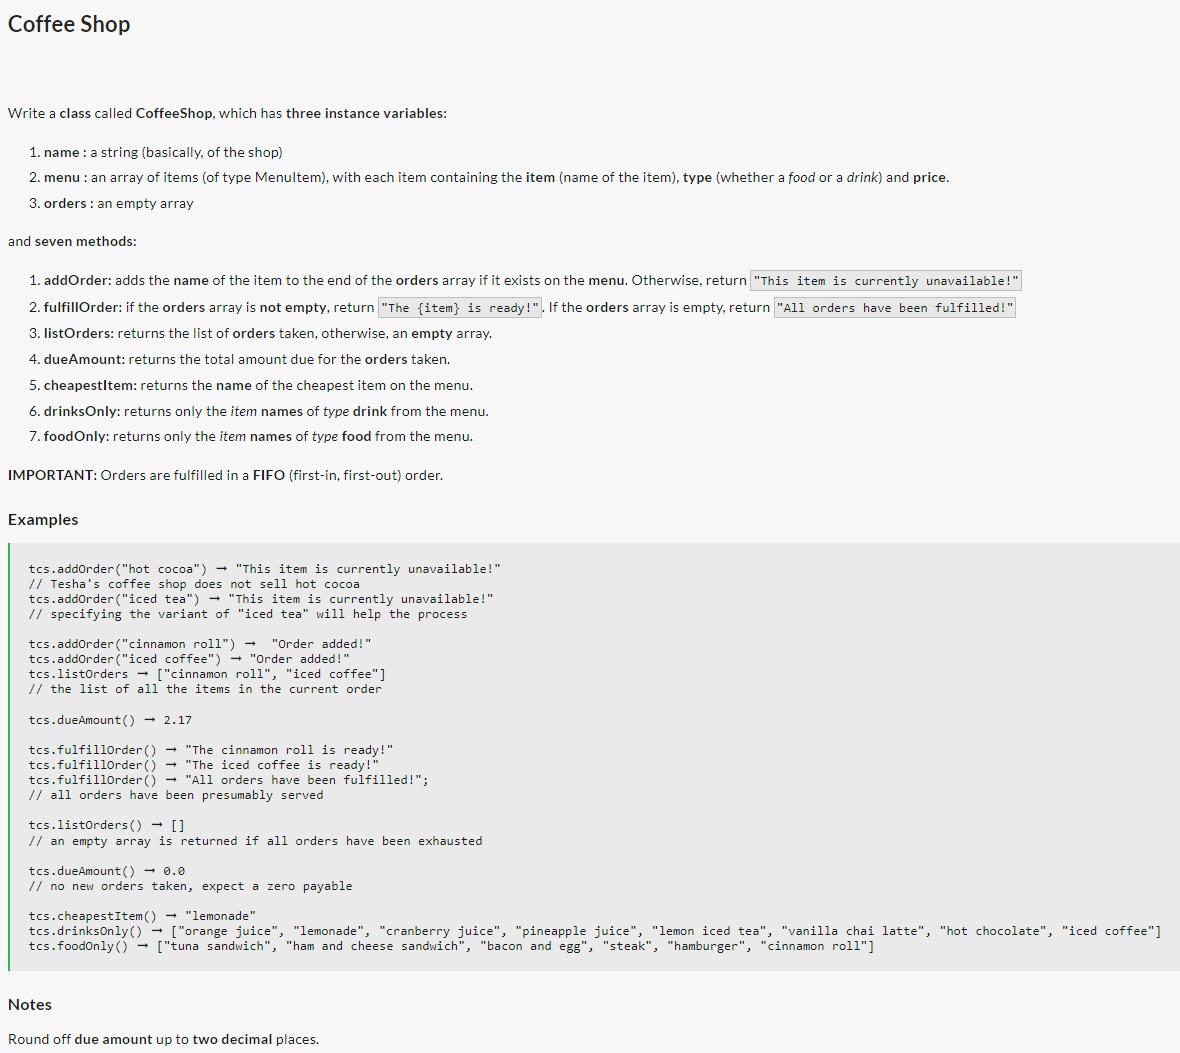 Coffee Shop
Write a class called CoffeeShop, which has three instance variables:
1. name : a string (basically, of the shop)
2. menu : an array of items (of type MenuItem), with each item containing the item (name of the item), type (whether a food or a drink) and price.
3. orders : an empty array
and seven methods:
1. addOrder: adds the name of the item to the end of the orders array if it exists on the menu. Otherwise, return "This item is currently unavailable!"
2. fulfillOrder: if the orders array is not empty, return "The {item} is ready!". If the orders array is empty, return "All orders have been fulfilled!"
3. listOrders: returns the list of orders taken, otherwise, an empty array.
4. dueAmount: returns the total amount due for the orders taken.
5. cheapestItem: returns the name of the cheapest item on the menu.
6. drinksOnly: returns only the item names of type drink from the menu.
7. foodOnly: returns only the item names of type food from the menu.
IMPORTANT: Orders are fulfilled in a FIFO (first-in, first-out) order.
Examples
tcs.addOrder("hot cocoa") → "This item is currently unavailable!"
// Tesha's coffee shop does not sell hot cocoa
tcs.addOrder("iced tea") → "This item is currently unavailable!"
// specifying the variant of "iced tea" will help the process
tcs.addOrder("cinnamon roll") →  "Order added!"
tcs.addOrder("iced coffee") → "Order added!"
tcs.listOrders → ["cinnamon roll", "iced coffee"]
// the list of all the items in the current order
tcs.dueAmount() → 2.17
tcs.fulfillOrder() → "The cinnamon roll is ready!"
tcs.fulfillOrder() → "The iced coffee is ready!"
tcs.fulfillOrder() → "All orders have been fulfilled!";
// all orders have been presumably served
tcs.listOrders() → []
// an empty array is returned if all orders have been exhausted
tcs.dueAmount() → 0.0
// no new orders taken, expect a zero payable
tcs.cheapestItem() → "lemonade"
tcs.drinksOnly() → ["orange juice", "lemonade", "cranberry juice", "pineapple juice", "lemon iced tea", "vanilla chai latte", "hot chocolate", "iced coffee"]
tcs.foodOnly() → ["tuna sandwich", "ham and cheese sandwich", "bacon and egg", "steak", "hamburger", "cinnamon roll"]
Notes
Round off due amount up to two decimal places.